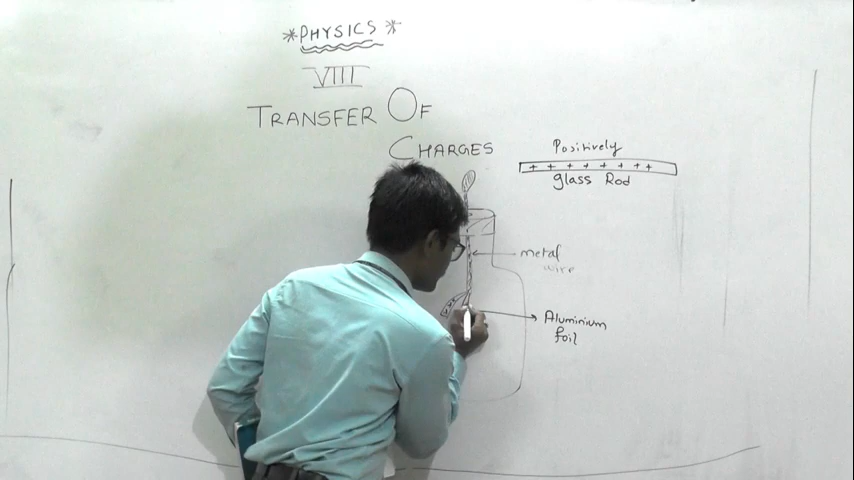 *PHYSICS*
VIII
TRANSFER OF
CHARGES
Positively
+ + + + + + + +
glass Rod
metal
wire
Aluminium
foil